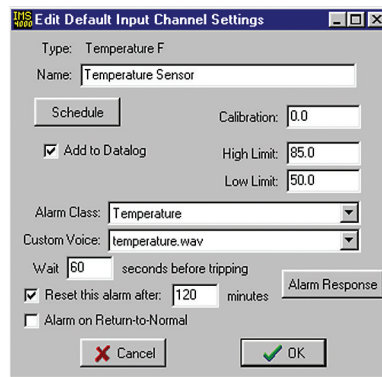 IMS 4000 Edit Default Input Channel Settings
Type: Temperature F
Name: Temperature Sensor
Schedule
Calibration: 0.0
Add to Datalog
High Limit: 85.0
Low Limit: 50.0
Alarm Class: Temperature
Custom Voice: temperature.wav
Wait 60 seconds before tripping
Alarm Response
Reset this alarm after: 120 minutes
Alarm on Return-to-Normal
Cancel OK